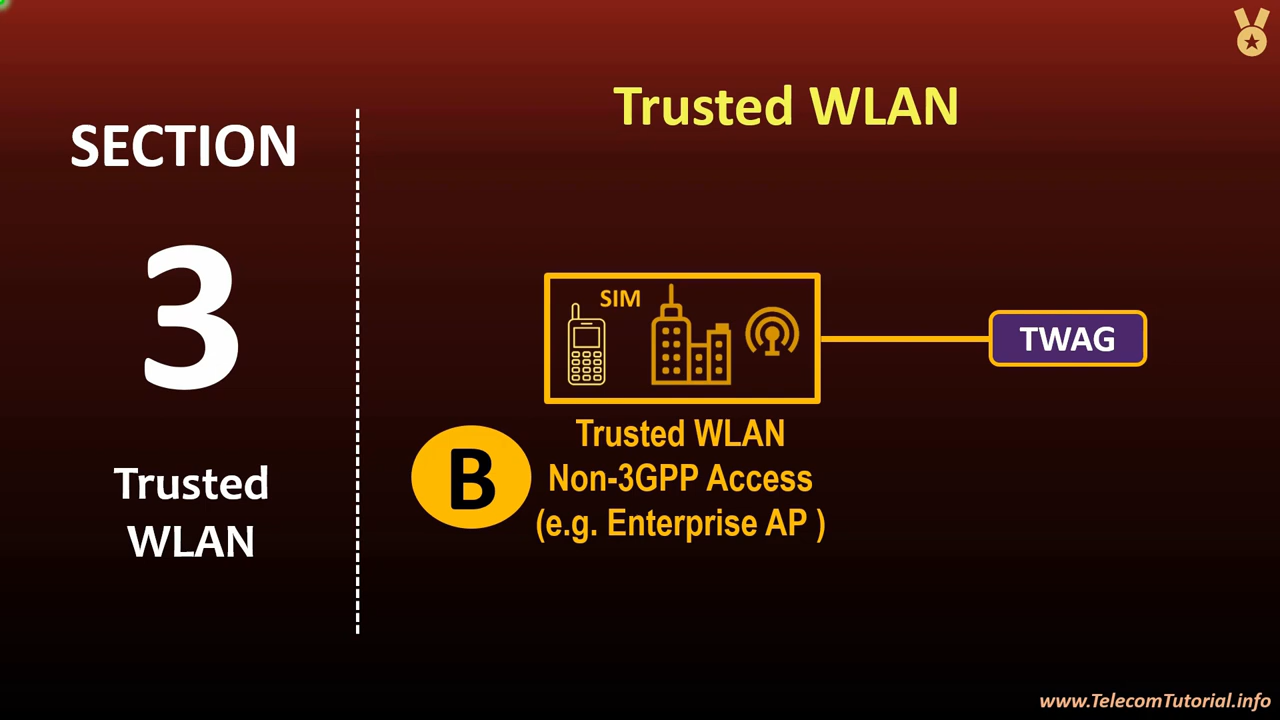 SECTION
3
Trusted
WLAN
Trusted WLAN
SIM
TWAG
B
Trusted WLAN
Non-3GPP Access
(e.g. Enterprise AP )
www.TelecomTutorial.info